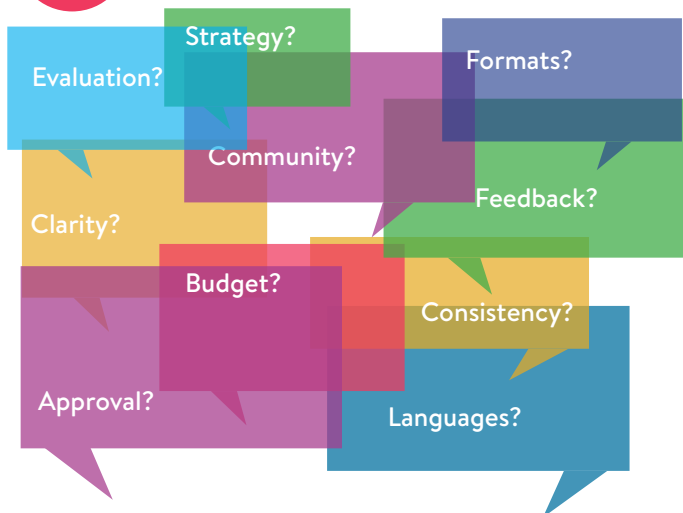 Strategy?
Evaluation?
Formats?
Community?
Clarity?
Feedback?
Budget?
Consistency?
Approval?
Languages?